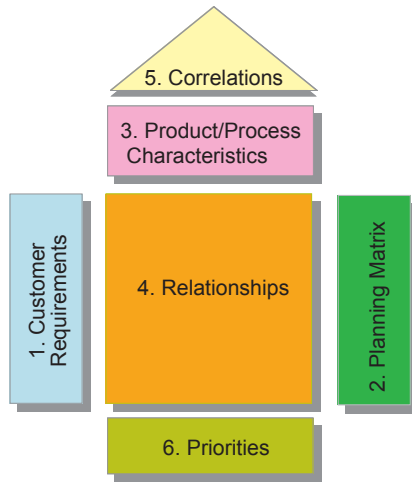 5. Correlations
3. Product/Process
Characteristics
1. Customer
Requirements
4. Relationships
2. Planning Matrix
6. Priorities